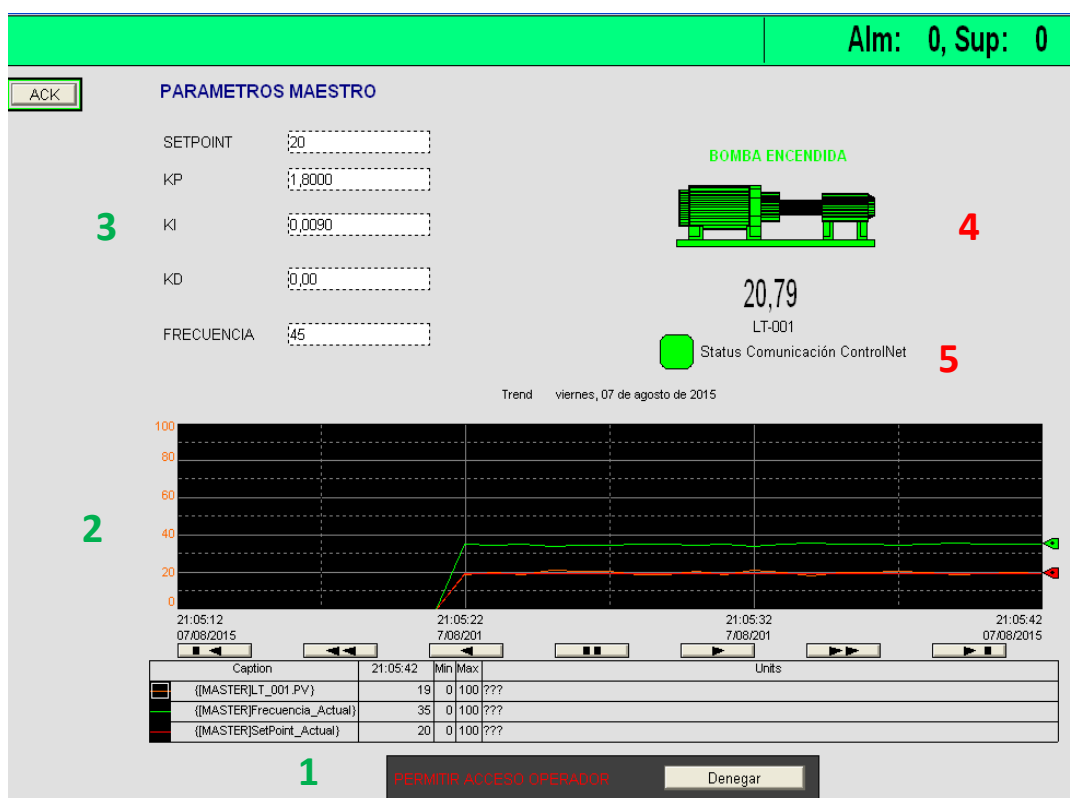 Alm: 0, Sup: 0
ACK
PARAMETROS MAESTRO
SETPOINT 20
KP 1,8000
3
KI 0,0090
KD 0,00
FRECUENCIA 45
BOMBA ENCENDIDA
4
20,79
LT-001
Status Comunicación ControlNet
5
Trend viernes, 07 de agosto de 2015
2
100
80
60
40
20
0
21:05:12 21:05:22 21:05:32 21:05:42
07/08/2015 7/08/201 7/08/201 07/08/2015
Caption 21:05:42 Min Max Units
{[MASTER]LT_001.PV} 19 0 100 ???
{[MASTER]Frecuencia_Actual} 35 0 100 ???
{[MASTER]SetPoint_Actual} 20 0 100 ???
1
PERMITIR ACCESO OPERADOR Denegar